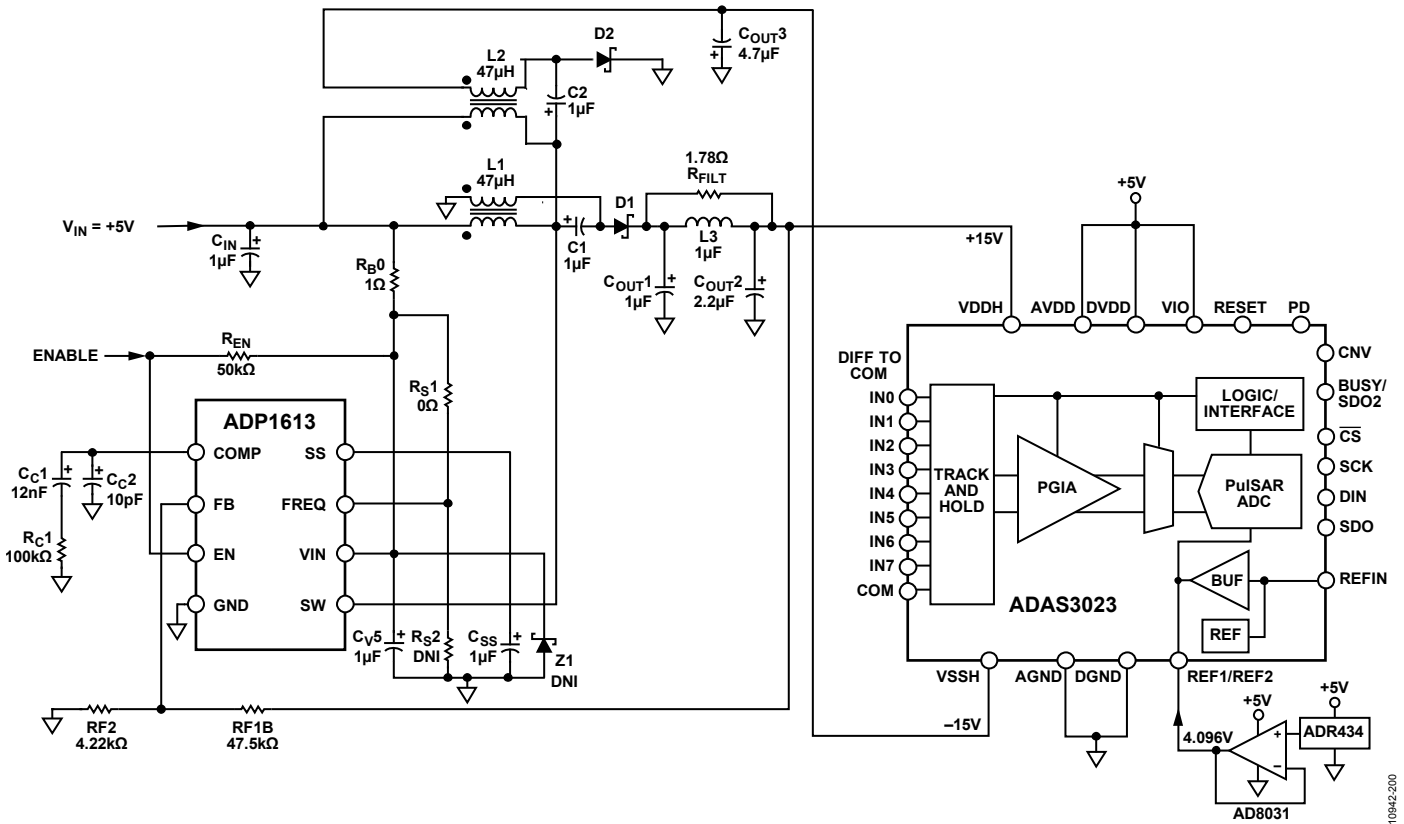 D2
COUT3
4.7µF
L2
47µH
C2
1µF
L1
47µH
1.78Ω
RFILT
D1
+5V
VIN = +5V
CIN
1µF
C1
1µF
L3
1µF
+15V
RB0
1Ω
COUT1
1µF
COUT2
2.2µF
VDDH
AVDD
DVDD
VIO
RESET
PD
ENABLE
REN
50kΩ
RS1
0Ω
DIFF TO
COM
CNV
ADP1613
IN0
IN1
IN2
IN3
IN4
IN5
IN6
IN7
COM
LOGIC/
INTERFACE
BUSY/
SDO2
CS
SCK
DIN
SDO
COMP
SS
CC1
12nF
CC2
10pF
FB
FREQ
TRACK
AND
HOLD
PGIA
PulSAR
ADC
RC1
100kΩ
EN
VIN
BUF
REFIN
GND
SW
ADAS3023
REF
CV5
1µF
RS2
DNI
CSS
1µF
Z1
DNI
VSSH
AGND
DGND
REF1/REF2
RF2
4.22kΩ
RF1B
47.5kΩ
–15V
+5V
+5V
4.096V
+
–
ADR434
AD8031
10942-200